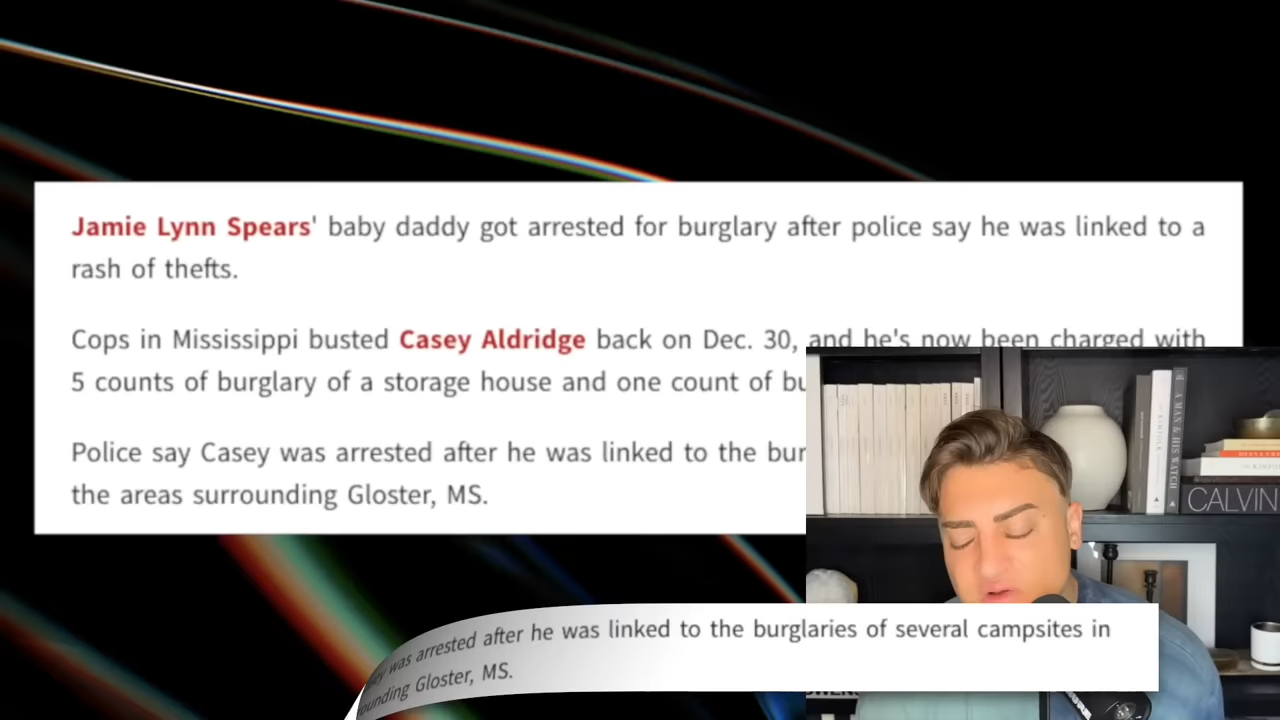 Jamie Lynn Spears' baby daddy got arrested for burglary after police say he was linked to a
rash of thefts.
Cops in Mississippi busted Casey Aldridge back on Dec. 30, and he's now been charged with
5 counts of burglary of a storage house and one count of
Police say Casey was arrested after he was linked to the
the areas surrounding Gloster, MS.
A MAN & HIS WATCH
CALVIN
was arrested after he was linked to the burglaries of several campsites in
Gloster, MS.